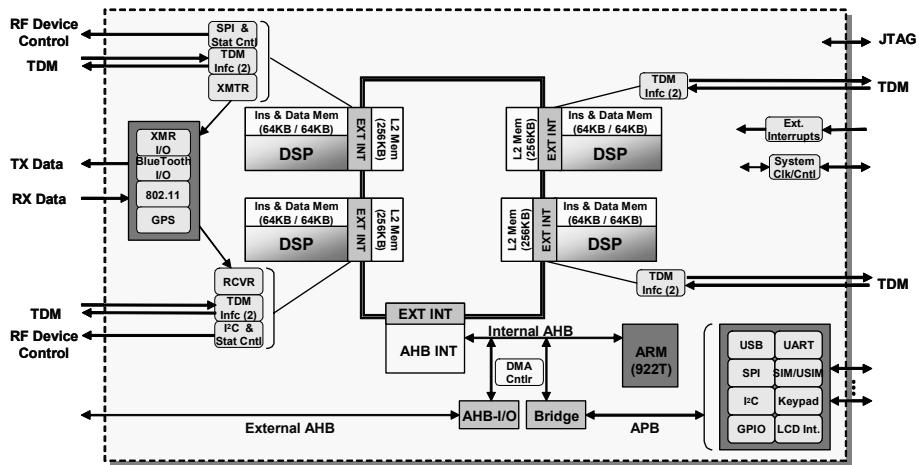 RF Device
Control
SPI &
Stat Cntl
JTAG
TDM
TDM
Infc (2)
XMTR
TDM
Infc (2)
TDM
Ins & Data Mem
(64KB / 64KB)
DSP
EXT INT
L2 Mem
(256KB)
L2 Mem
(256KB)
EXT INT
Ins & Data Mem
(64KB / 64KB)
DSP
Ext.
Interrupts
System
Clk/Cntl
XMR
I/O
TX Data
BlueTooth
I/O
RX Data
802.11
GPS
Ins & Data Mem
(64KB / 64KB)
DSP
EXT INT
L2 Mem
(256KB)
L2 Mem
(256KB)
EXT INT
Ins & Data Mem
(64KB / 64KB)
DSP
RCVR
TDM
TDM
Infc (2)
I²C &
Stat Cntl
RF Device
Control
TDM
Infc (2)
TDM
EXT INT
AHB INT
Internal AHB
DMA
Cntlr
ARM
(922T)
USB
UART
SPI
SIM/USIM
I²C
Keypad
GPIO
LCD Int.
External AHB
AHB-I/O
Bridge
APB